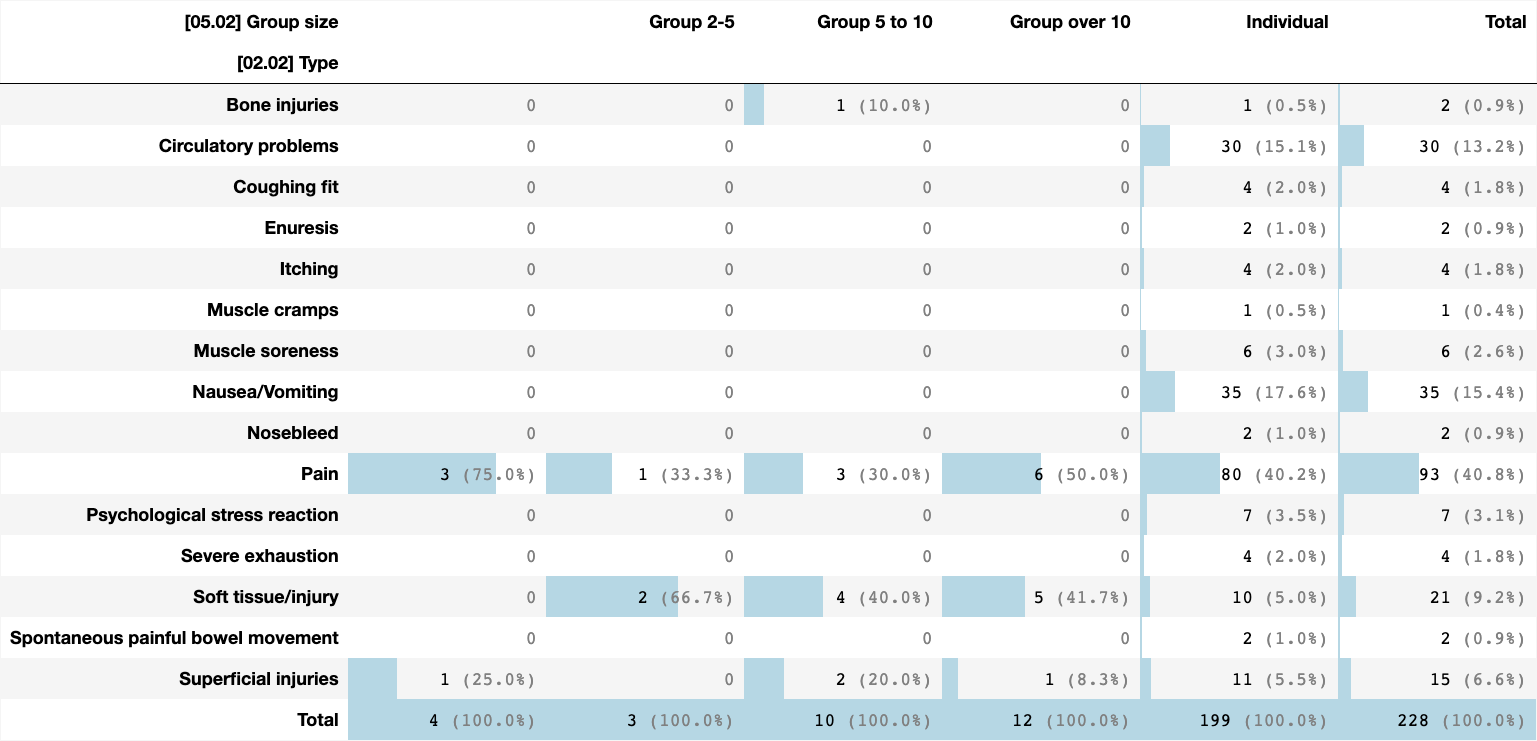 [05.02] Group size Group 2-5 Group 5 to 10 Group over 10 Individual Total
[02.02] Type
Bone injuries 0 0 1 (10.0%) 0 1 (0.5%) 2 (0.9%)
Circulatory problems 0 0 0 0 30 (15.1%) 30 (13.2%)
Coughing fit 0 0 0 0 4 (2.0%) 4 (1.8%)
Enuresis 0 0 0 0 2 (1.0%) 2 (0.9%)
Itching 0 0 0 0 4 (2.0%) 4 (1.8%)
Muscle cramps 0 0 0 0 1 (0.5%) 1 (0.4%)
Muscle soreness 0 0 0 0 6 (3.0%) 6 (2.6%)
Nausea/Vomiting 0 0 0 0 35 (17.6%) 35 (15.4%)
Nosebleed 0 0 0 0 2 (1.0%) 2 (0.9%)
Pain 3 (75.0%) 1 (33.3%) 3 (30.0%) 6 (50.0%) 80 (40.2%) 93 (40.8%)
Psychological stress reaction 0 0 0 0 7 (3.5%) 7 (3.1%)
Severe exhaustion 0 0 0 0 4 (2.0%) 4 (1.8%)
Soft tissue/injury 0 2 (66.7%) 4 (40.0%) 5 (41.7%) 10 (5.0%) 21 (9.2%)
Spontaneous painful bowel movement 0 0 0 0 2 (1.0%) 2 (0.9%)
Superficial injuries 1 (25.0%) 0 2 (20.0%) 1 (8.3%) 11 (5.5%) 15 (6.6%)
Total 4 (100.0%) 3 (100.0%) 10 (100.0%) 12 (100.0%) 199 (100.0%) 228 (100.0%)